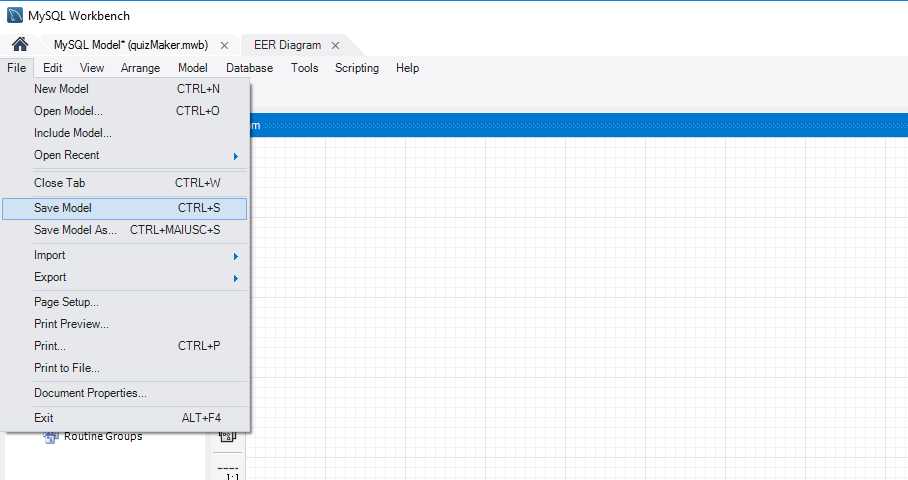 MySQL Workbench
MySQL Model* (quizMaker.mwb) EER Diagram
File Edit View Arrange Model Database Tools Scripting Help
New Model CTRL+N
Open Model... CTRL+O
Include Model...
Open Recent
Close Tab CTRL+W
Save Model CTRL+S
Save Model As... CTRL+MAIUSC+S
Import
Export
Page Setup...
Print Preview...
Print... CTRL+P
Print to File...
Document Properties...
Exit ALT+F4
Routine Groups
1:1